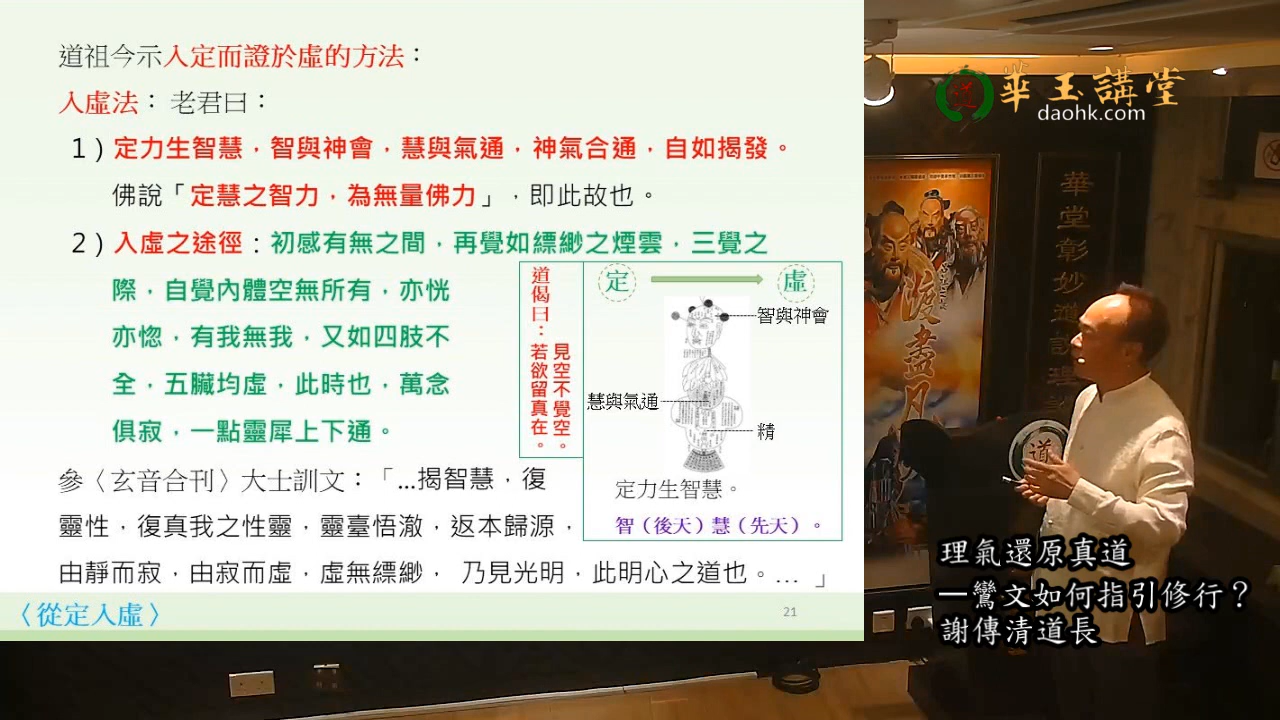 道祖今示入定而證於虛的方法：
入虛法： 老君曰：
1）定力生智慧，智與神會，慧與氣通，神氣合通，自如揭發。
佛說「定慧之智力，為無量佛力」，即此故也。
2）入虛之途徑：初感有無之間，再覺如縹緲之煙雲，三覺之
際，自覺內體空無所有，亦恍
亦惚，有我無我，又如四肢不
全，五臟均虛，此時也，萬念
俱寂，一點靈犀上下通。
參〈玄音合刊〉大士訓文：「...揭智慧，復
靈性，復真我之性靈，靈臺悟澈，返本歸源，
由靜而寂，由寂而虛，虛無縹緲， 乃見光明，此明心之道也。... 」
道偈曰：
見空不覺空。
若欲留真在。
定
虛
智與神會
慧與氣通
精
定力生智慧。
智（後天）慧（先天）。
〈從定入虛〉
21
道
華玉講堂
daohk.com
渡盡凡
華堂彰妙道
道
理氣還原真道
—鸞文如何指引修行？
謝傳清道長